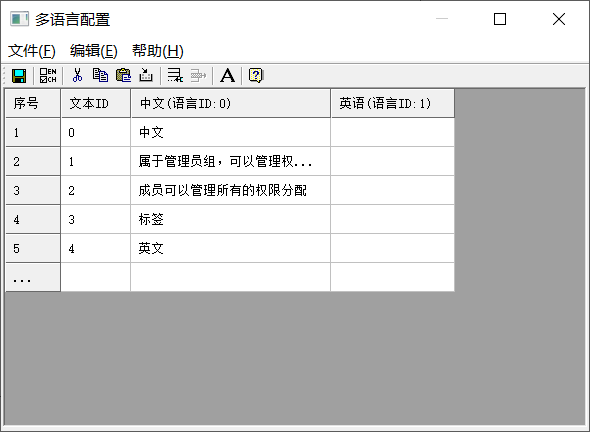 多语言配置
文件(F) 编辑(E) 帮助(H)
EN
CH
A
序号 文本ID 中文(语言ID:0) 英语(语言ID:1)
1 0 中文
2 1 属于管理员组，可以管理权...
3 2 成员可以管理所有的权限分配
4 3 标签
5 4 英文
...